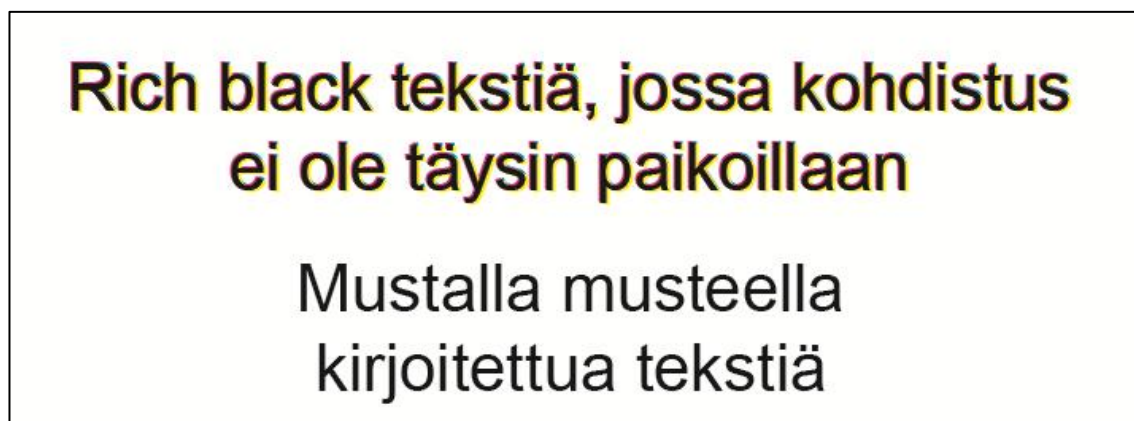 Rich black tekstiä, jossa kohdistus
ei ole täysin paikoillaan
Mustalla musteella
kirjoitettua tekstiä